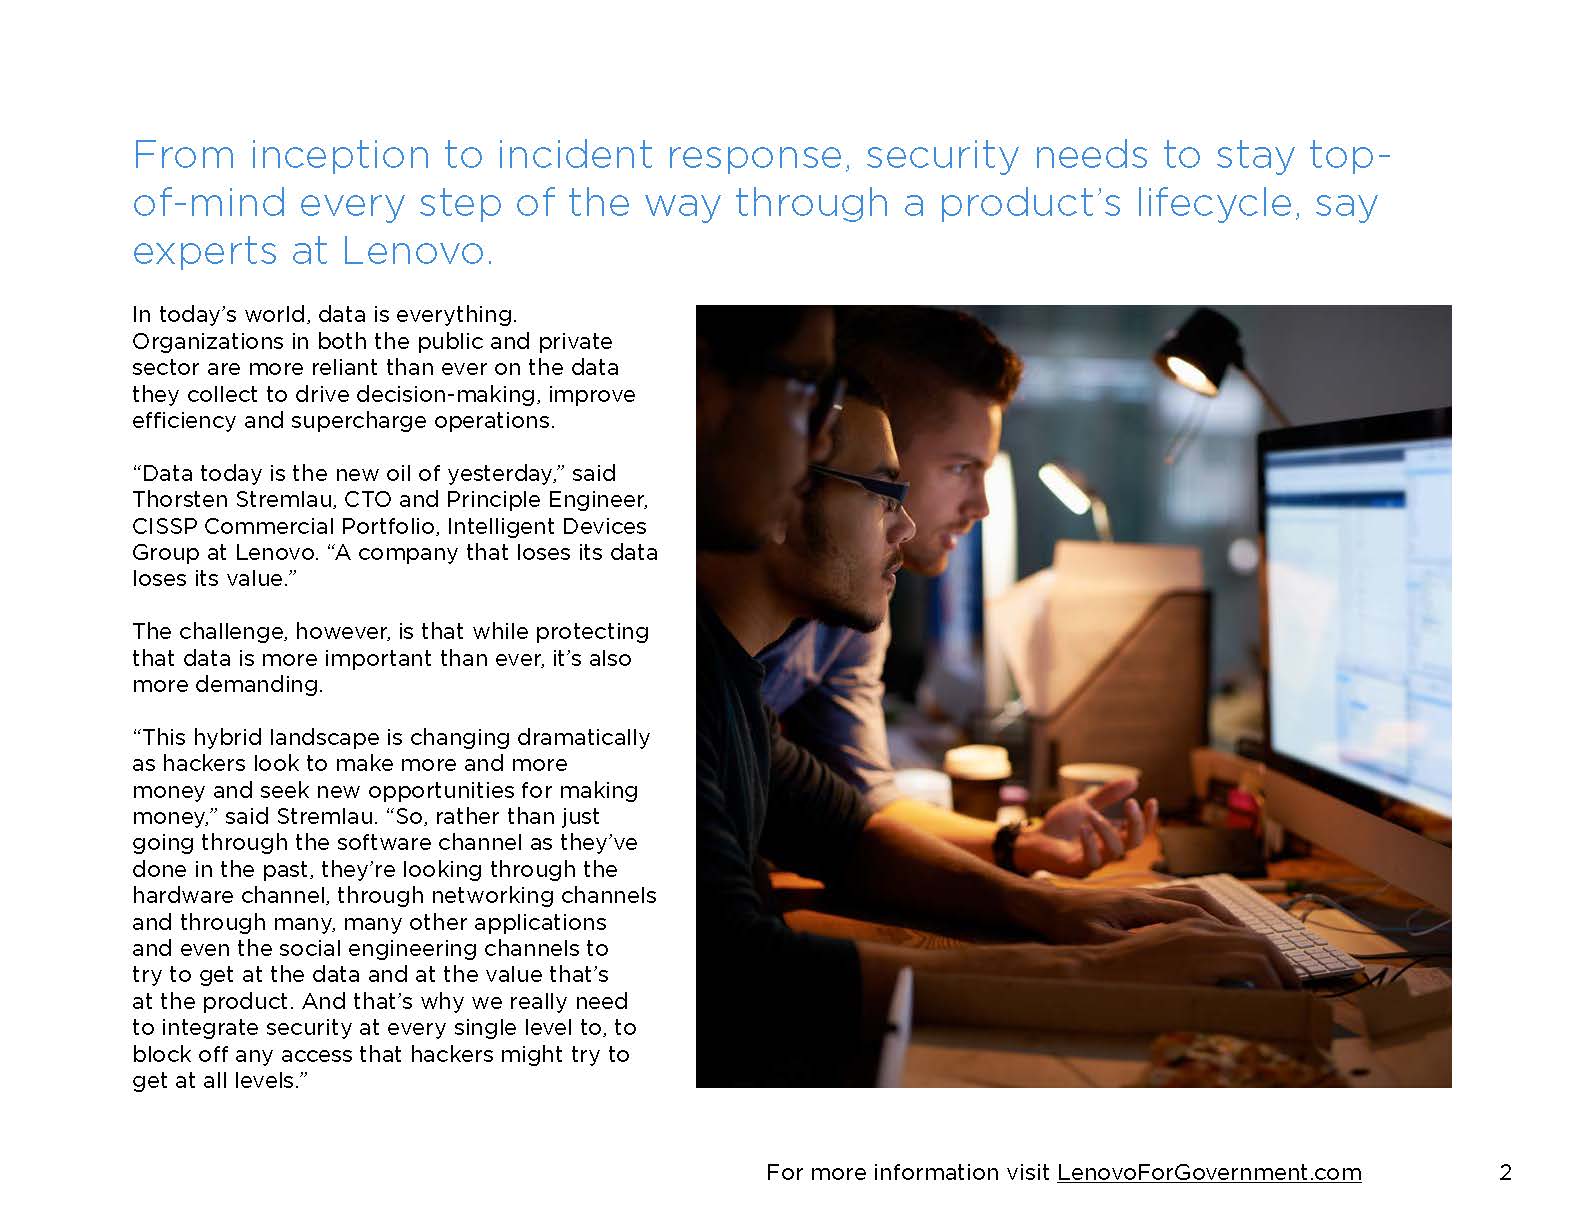 From inception to incident response, security needs to stay top-
of-mind every step of the way through a product’s lifecycle, say
experts at Lenovo.
In today’s world, data is everything.
Organizations in both the public and private
sector are more reliant than ever on the data
they collect to drive decision-making, improve
efficiency and supercharge operations.
“Data today is the new oil of yesterday,” said
Thorsten Stremlau, CTO and Principle Engineer,
CISSP Commercial Portfolio, Intelligent Devices
Group at Lenovo. “A company that loses its data
loses its value.”
The challenge, however, is that while protecting
that data is more important than ever, it’s also
more demanding.
“This hybrid landscape is changing dramatically
as hackers look to make more and more
money and seek new opportunities for making
money,” said Stremlau. “So, rather than just
going through the software channel as they’ve
done in the past, they’re looking through the
hardware channel, through networking channels
and through many, many other applications
and even the social engineering channels to
try to get at the data and at the value that’s
at the product. And that’s why we really need
to integrate security at every single level to, to
block off any access that hackers might try to
get at all levels.”
For more information visit LenovoForGovernment.com
2